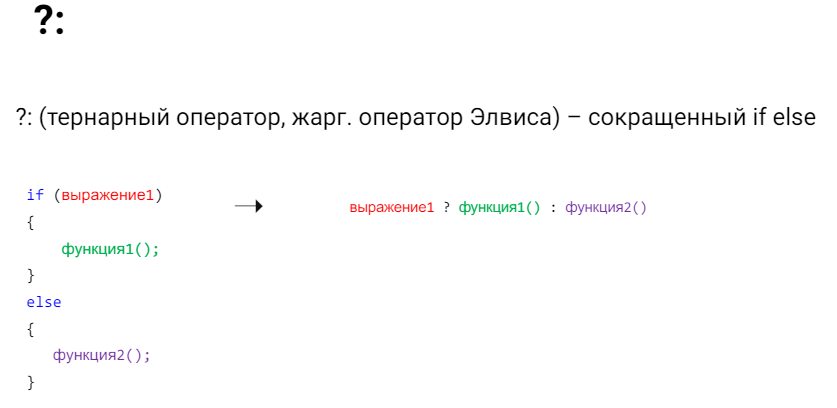 ?:
?: (тернарный оператор, жарг. оператор Элвиса) – сокращенный if else
if (выражение1)
{
функция1();
}
else
{
функция2();
}
выражение1 ? функция1() : функция2()